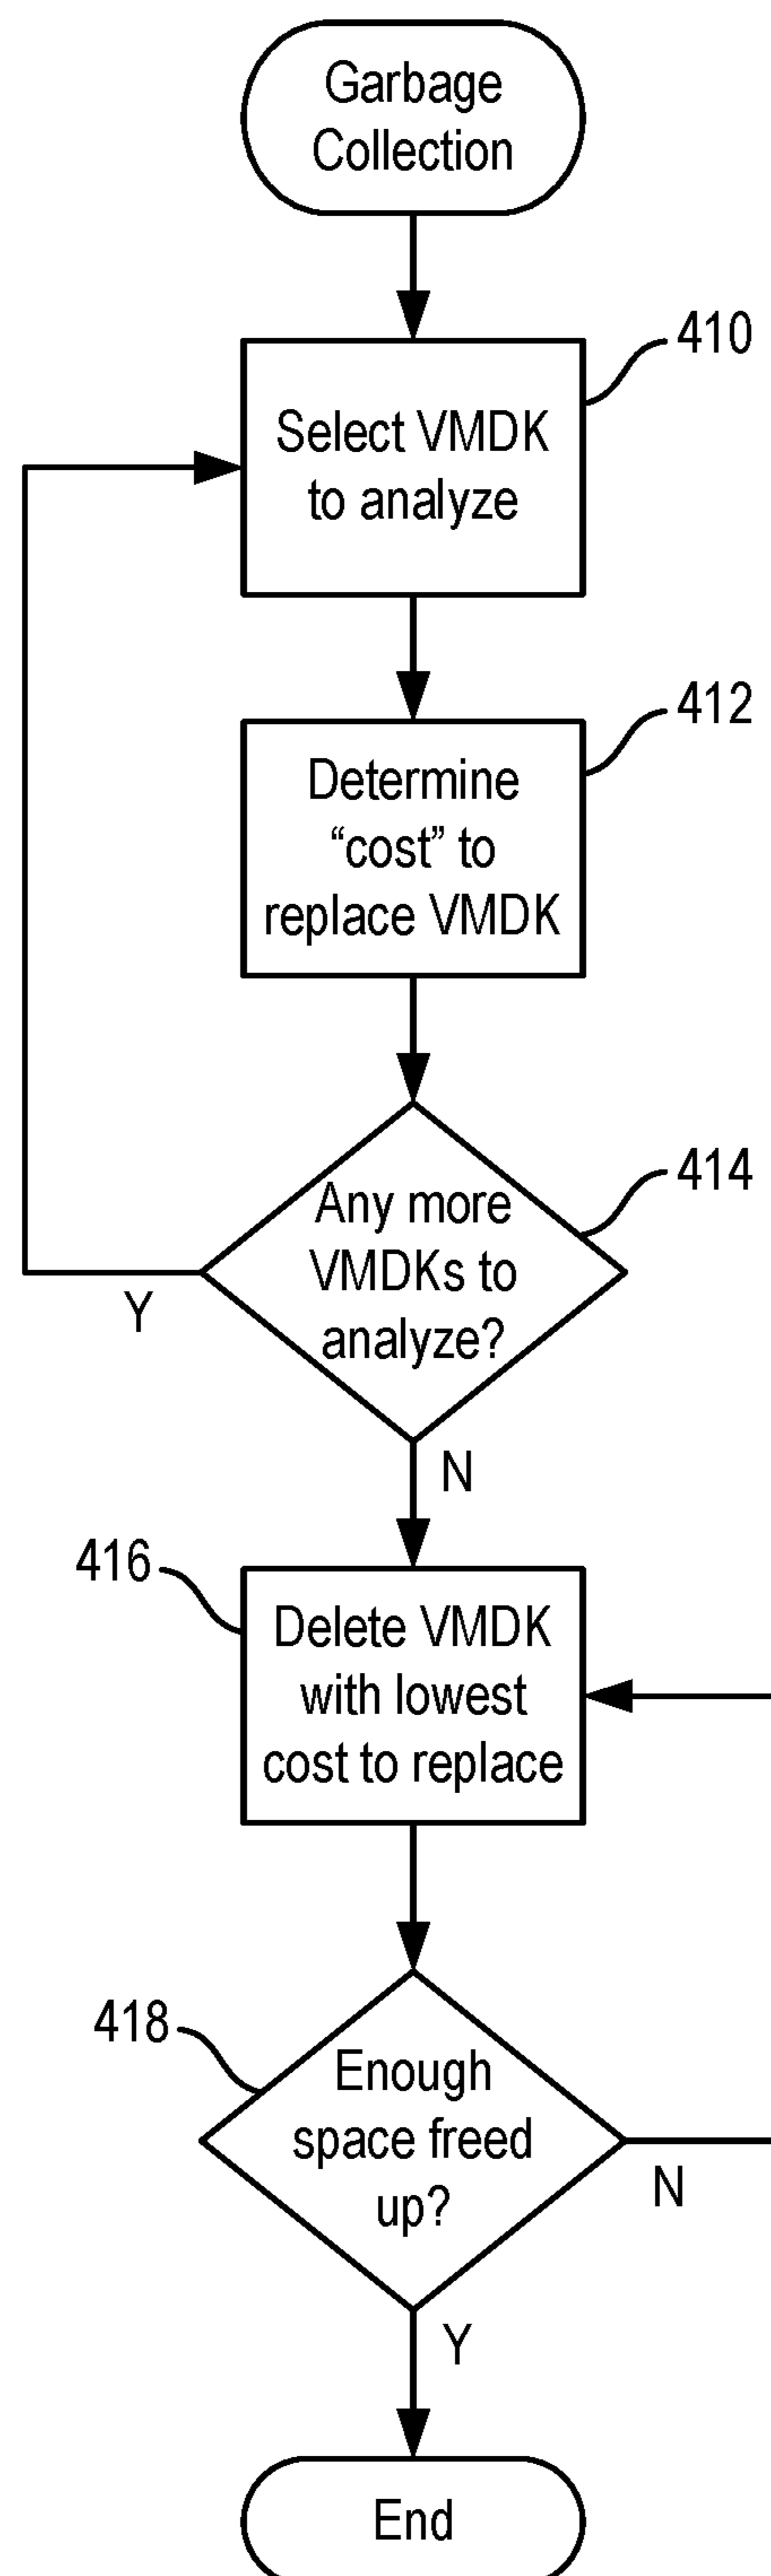 Garbage
Collection
410
Select VMDK
to analyze
412
Determine
“cost” to
replace VMDK
414
Any more
VMDKs to
analyze?
Y
N
416
Delete VMDK
with lowest
cost to replace
418
Enough
space freed
up?
N
Y
End